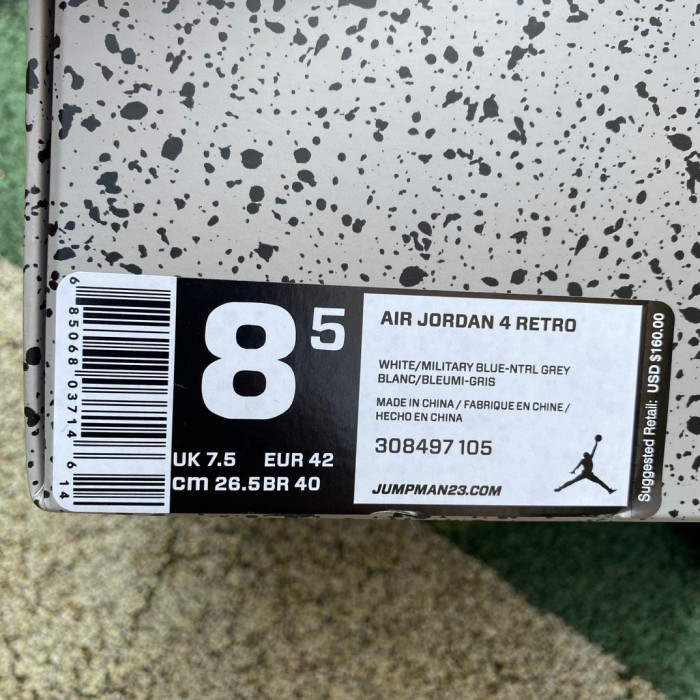 6 85068 03714 6 14
8 5
UK 7.5 EUR 42
cm 26.5 BR 40
AIR JORDAN 4 RETRO
WHITE/MILITARY BLUE-NTRL GREY
BLANC/BLEUMI-GRIS
MADE IN CHINA / FABRIQUE EN CHINE /
HECHO EN CHINA
308497 105
JUMPMAN23.COM
Suggested Retail: USD $160.00